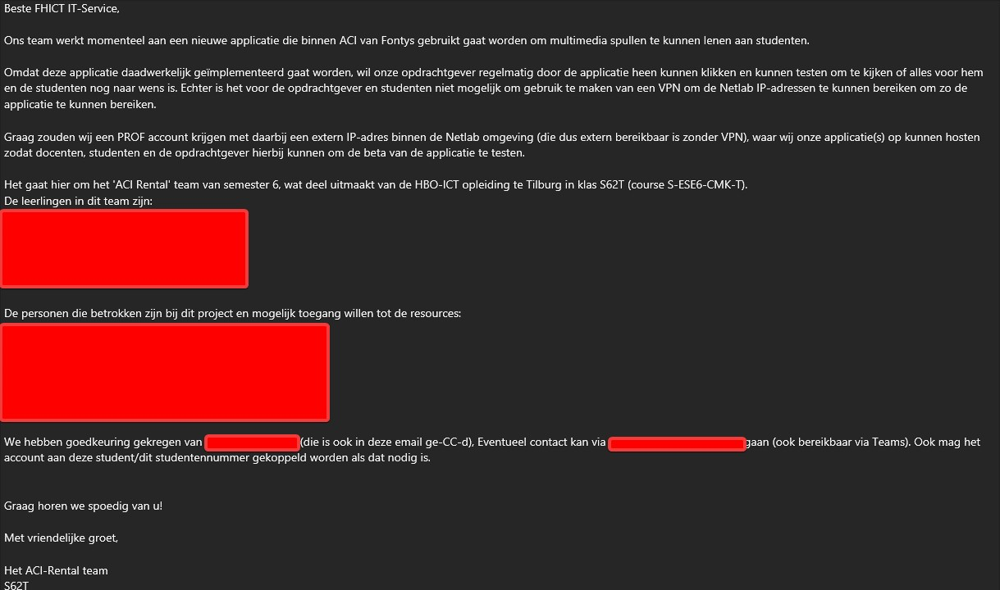 Beste FHICT IT-Service,
Ons team werkt momenteel aan een nieuwe applicatie die binnen ACI van Fontys gebruikt gaat worden om multimedia spullen te kunnen lenen aan studenten.
Omdat deze applicatie daadwerkelijk geïmplementeerd gaat worden, wil onze opdrachtgever regelmatig door de applicatie heen kunnen klikken en kunnen testen om te kijken of alles voor hem
en de studenten nog naar wens is. Echter is het voor de opdrachtgever en studenten niet mogelijk om gebruik te maken van een VPN om de Netlab IP-adressen te kunnen bereiken om zo de
applicatie te kunnen bereiken.
Graag zouden wij een PROF account krijgen met daarbij een extern IP-adres binnen de Netlab omgeving (die dus extern bereikbaar is zonder VPN), waar wij onze applicatie(s) op kunnen hosten
zodat docenten, studenten en de opdrachtgever hierbij kunnen om de beta van de applicatie te testen.
Het gaat hier om het 'ACI Rental' team van semester 6, wat deel uitmaakt van de HBO-ICT opleiding te Tilburg in klas S62T (course S-ESE6-CMK-T).
De leerlingen in dit team zijn:
De personen die betrokken zijn bij dit project en mogelijk toegang willen tot de resources:
We hebben goedkeuring gekregen van (die is ook in deze email ge-CC-d), Eventueel contact kan via gaan (ook bereikbaar via Teams). Ook mag het
account aan deze student/dit studentennummer gekoppeld worden als dat nodig is.
Graag horen we spoedig van u!
Met vriendelijke groet,
Het ACI-Rental team
S62T